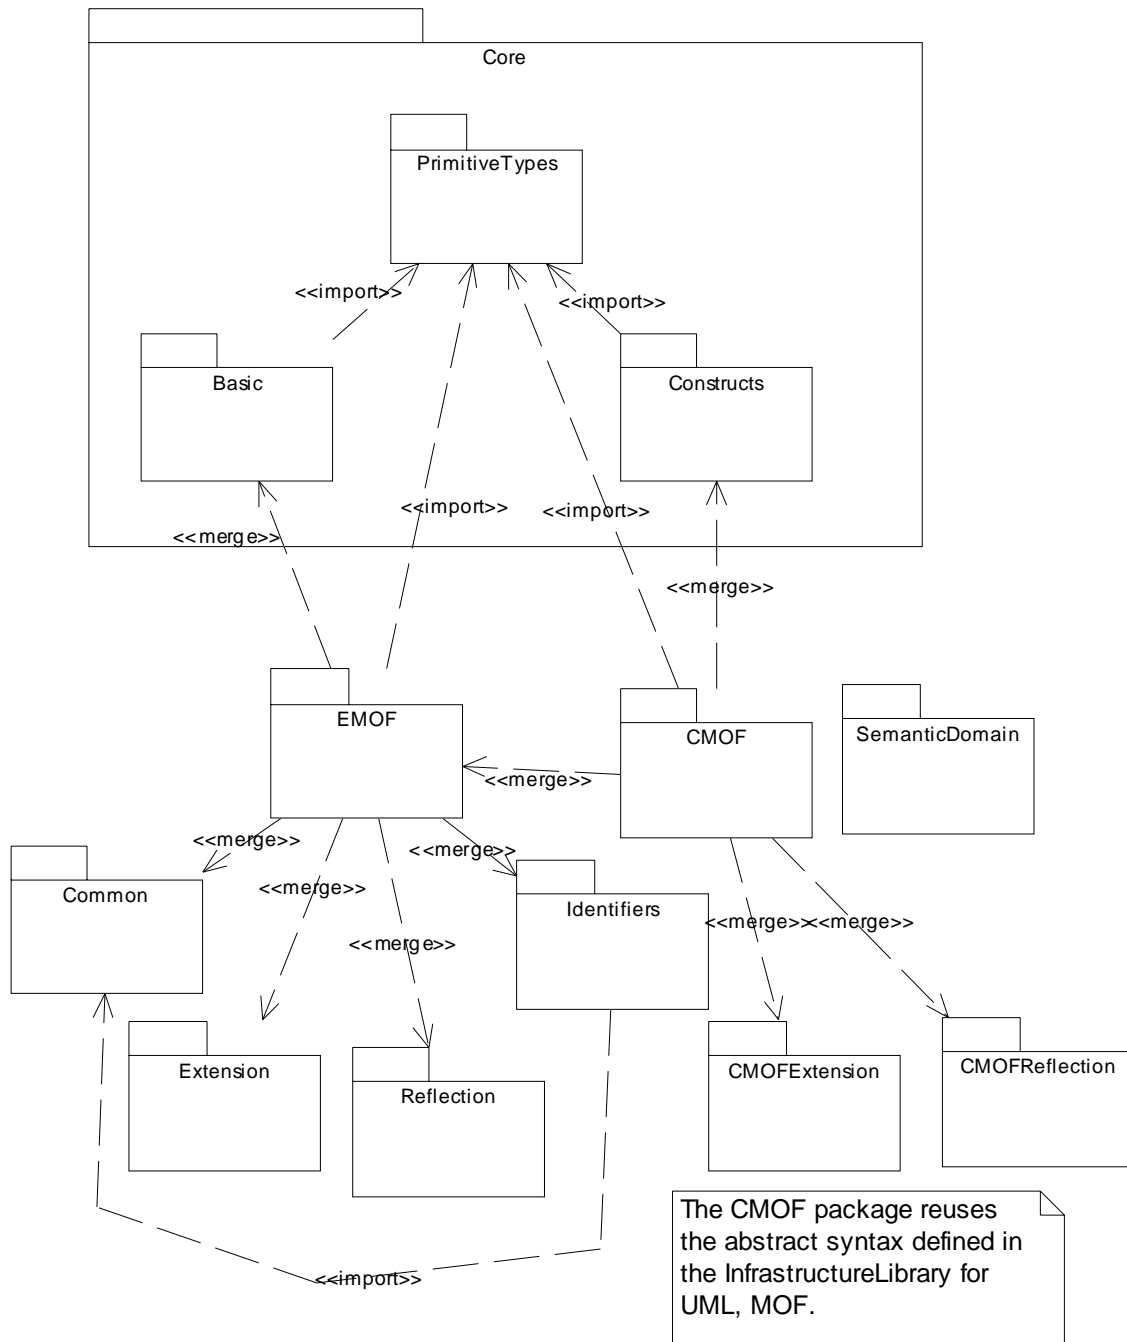 Core
PrimitiveTypes
<<import>>
<<import>>
Basic
Constructs
<<import>>
<<import>>
<<merge>>
<<merge>>
EMOF
CMOF
SemanticDomain
<<merge>>
<<merge>>
<<merge>>
<<merge>>
<<merge>>
<<merge>>
<<merge>>
<<merge>>
Common
Identifiers
Extension
Reflection
CMOFExtension
CMOFReflection
<<import>>
The CMOF package reuses
the abstract syntax defined in
the InfrastructureLibrary for
UML, MOF.